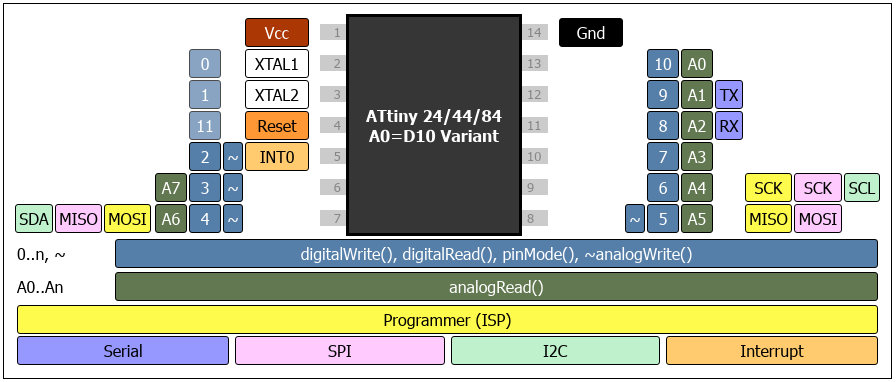 Vcc 1 14 Gnd
0 XTAL1 2 13 10 A0
1 XTAL2 3 12 9 A1 TX
11 Reset 4 ATtiny 24/44/84 11 8 A2 RX
A0=D10 Variant
2 ~ INT0 5 10 7 A3
A7 3 ~ 6 9 6 A4 SCK SCK SCL
SDA MISO MOSI A6 4 ~ 7 8 ~ 5 A5 MISO MOSI
0..n, ~ digitalWrite(), digitalRead(), pinMode(), ~analogWrite()
A0..An analogRead()
Programmer (ISP)
Serial SPI I2C Interrupt